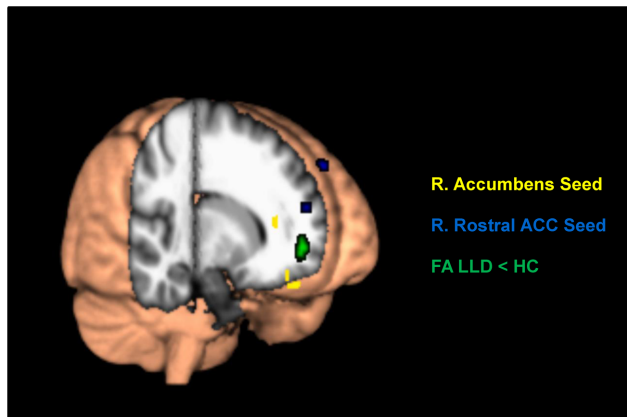 R. Accumbens Seed
R. Rostral ACC Seed
FA LLD < HC